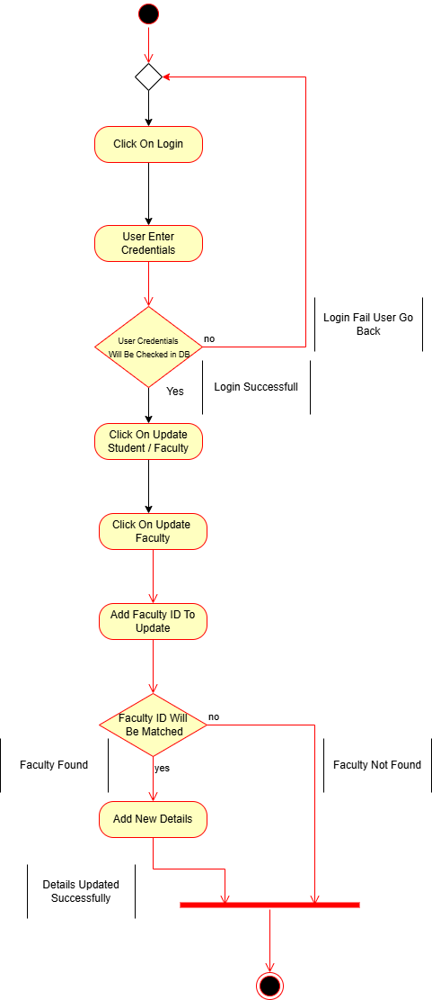 Click On Login
User Enter
Credentials
Login Fail User Go
Back
User Credentials
Will Be Checked in DB
no
Yes
Login Successfull
Click On Update
Student / Faculty
Click On Update
Faculty
Add Faculty ID To
Update
Faculty ID Will
Be Matched
no
Faculty Found
yes
Faculty Not Found
Add New Details
Details Updated
Successfully